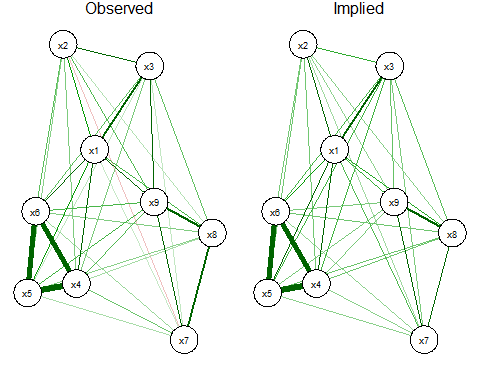 Observed Implied
x2 x2
x3 x3
x1 x1
x9 x9
x6 x6
x8 x8
x4 x4
x5 x5
x7 x7